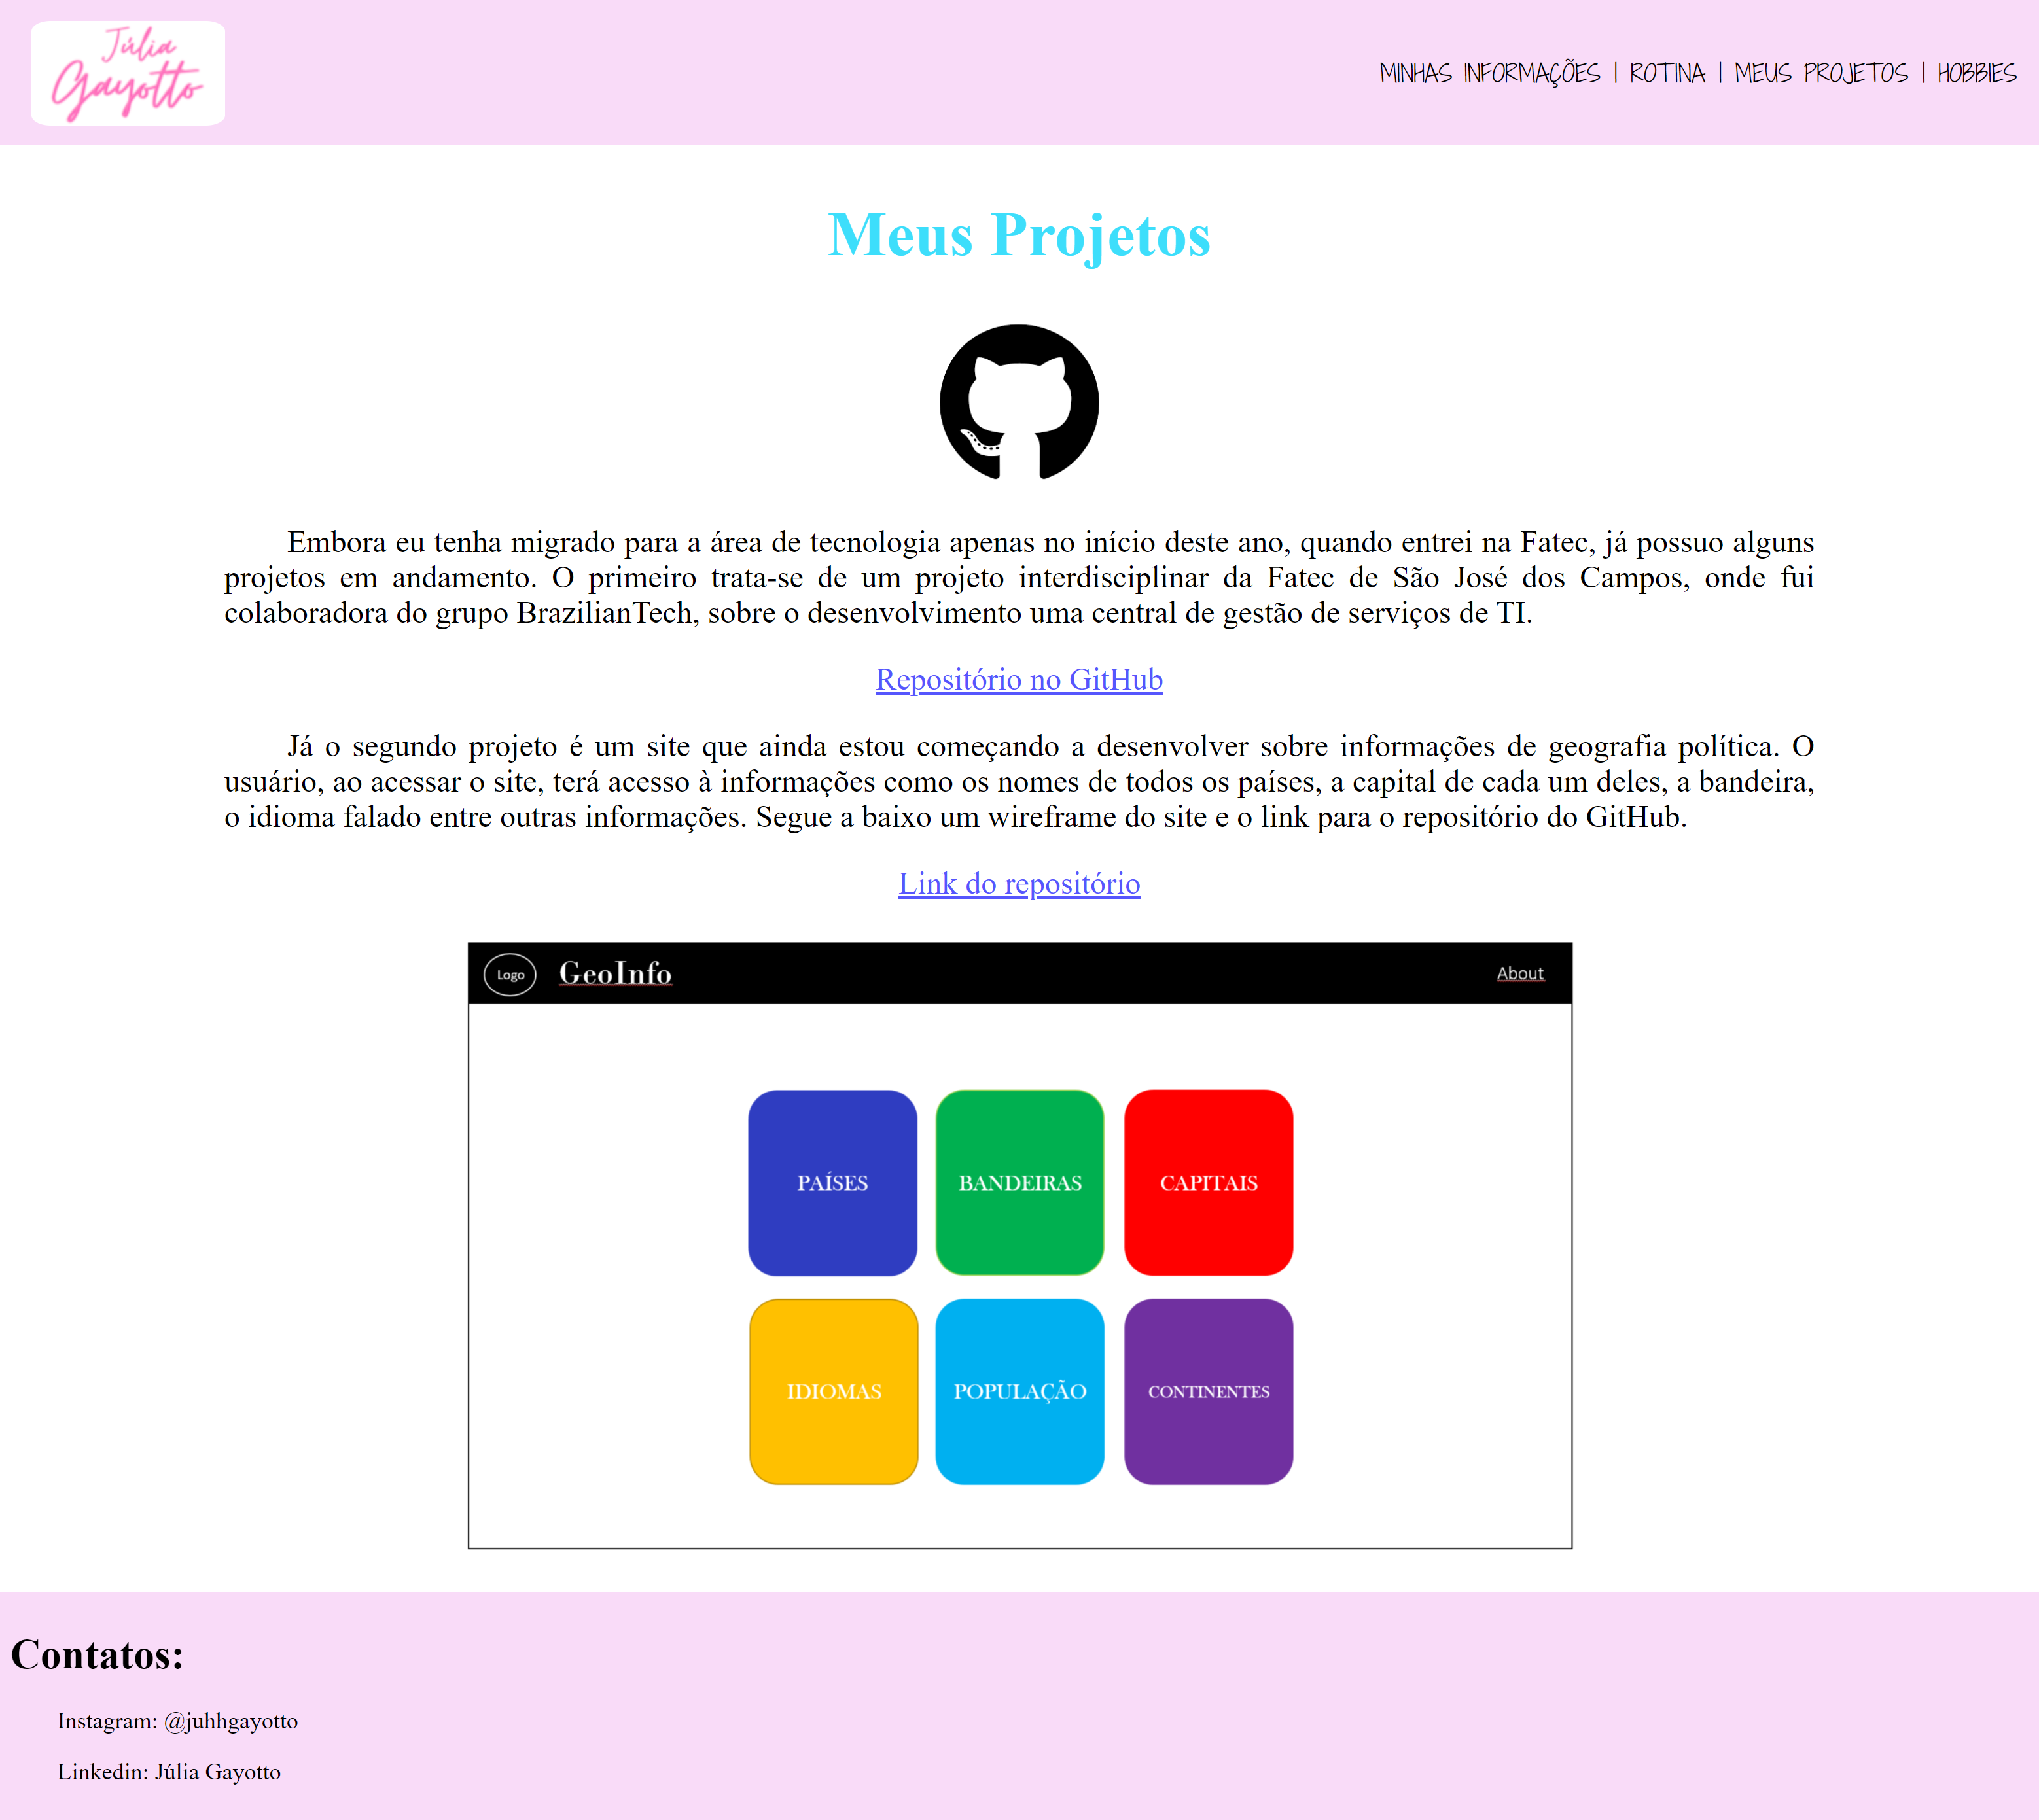 Júlia
Gayotto
MINHAS INFORMAÇÕES | ROTINA | MEUS PROJETOS | HOBBIES
Meus Projetos
Embora eu tenha migrado para a área de tecnologia apenas no início deste ano, quando entrei na Fatec, já possuo alguns
projetos em andamento. O primeiro trata-se de um projeto interdisciplinar da Fatec de São José dos Campos, onde fui
colaboradora do grupo BrazilianTech, sobre o desenvolvimento uma central de gestão de serviços de TI.
Repositório no GitHub
Já o segundo projeto é um site que ainda estou começando a desenvolver sobre informações de geografia política. O
usuário, ao acessar o site, terá acesso à informações como os nomes de todos os países, a capital de cada um deles, a bandeira,
o idioma falado entre outras informações. Segue a baixo um wireframe do site e o link para o repositório do GitHub.
Link do repositório
Logo GeoInfo About
PAÍSES BANDEIRAS CAPITAIS
IDIOMAS POPULAÇÃO CONTINENTES
Contatos:
Instagram: @juhhgayotto
Linkedin: Júlia Gayotto